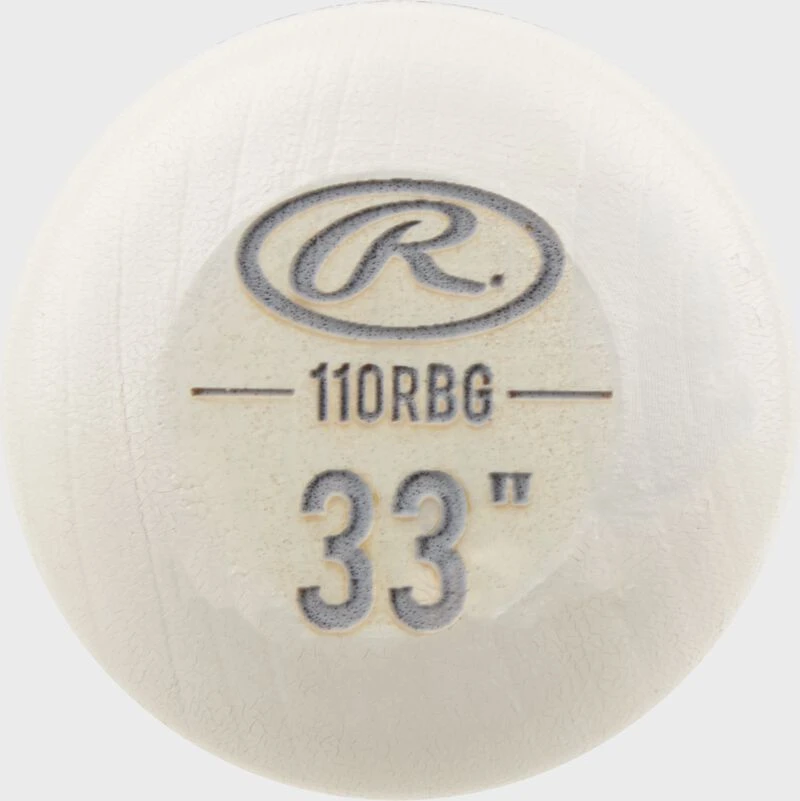 R.
110RBG
33"